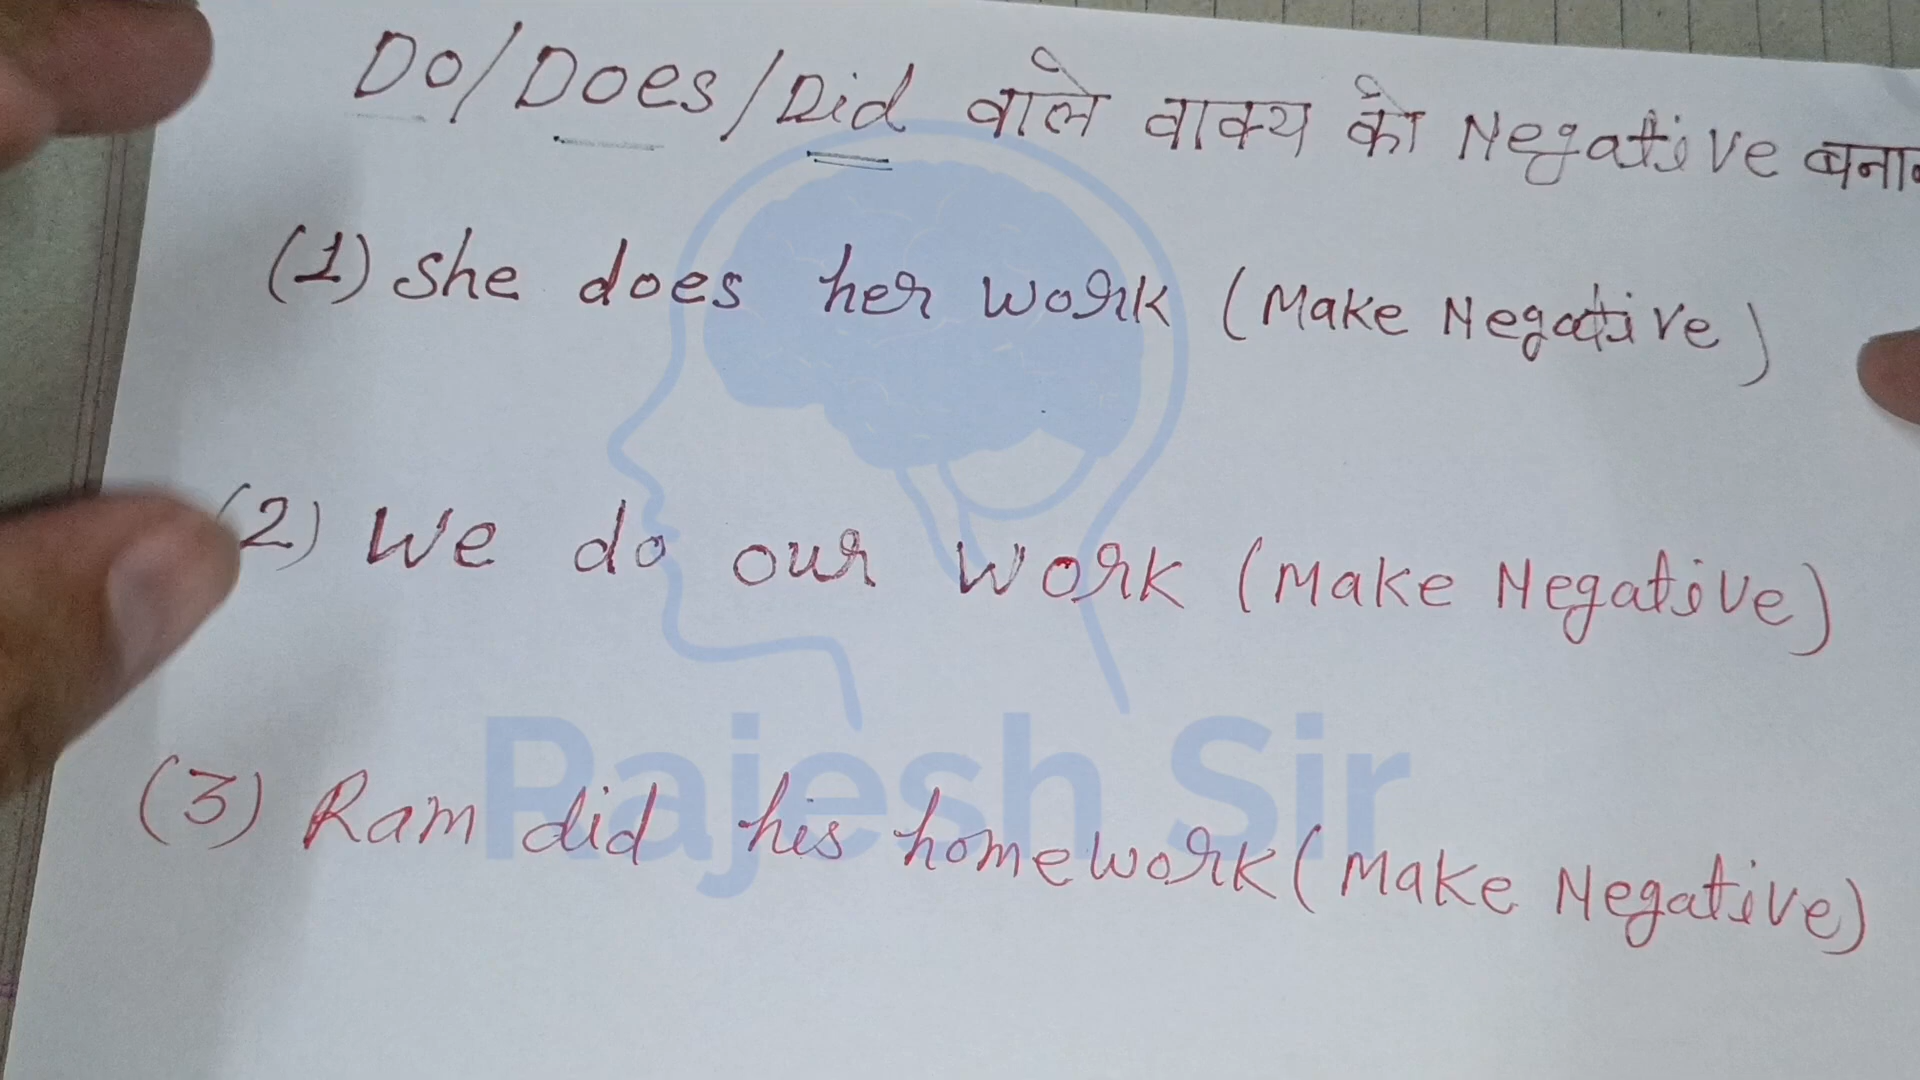 Do/Does/Did वाले वाक्य को Negative
(1) She does her work (Make Negative)
(2) We do our work (Make Negative)
Rajesh Sir
(3) Ram did his homework (Make Negative)